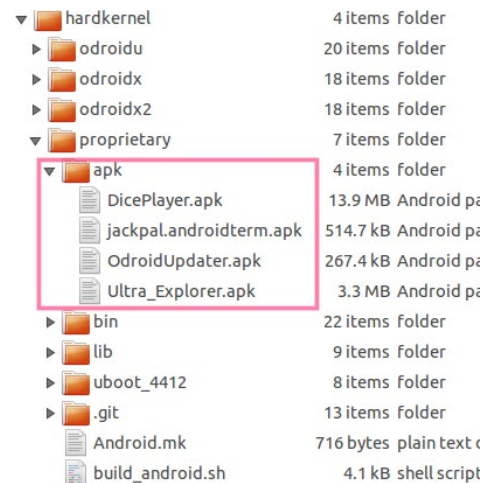 hardkernel 4 items folder
odroidu 20 items folder
odroidx 18 items folder
odroidx2 18 items folder
proprietary 7 items folder
apk 4 items folder
DicePlayer.apk 13.9 MB Android pa
jackpal.androidterm.apk 514.7 kB Android pa
OdroidUpdater.apk 267.4 kB Android pa
Ultra_Explorer.apk 3.3 MB Android pa
bin 22 items folder
lib 9 items folder
uboot_4412 8 items folder
.git 13 items folder
Android.mk 716 bytes plain text d
build_android.sh 4.1 kB shell script